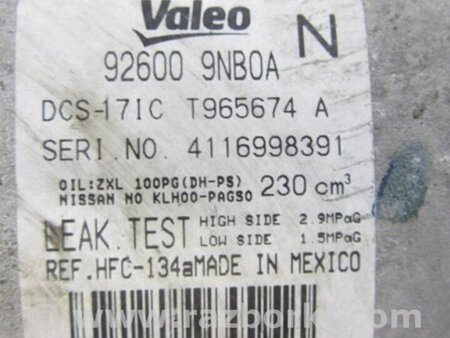 Valeo N
92600 9NB0A
DCS-17IC T965674 A
SERI.NO. 4116998391
OIL:ZXL 100PG(DH-PS) 230 cm³
NISSAN NO KLH00-PAGS0
LEAK.TEST HIGH SIDE 2.9MPaG
LOW SIDE 1.5MPaG
REF.HFC-134aMADE IN MEXICO